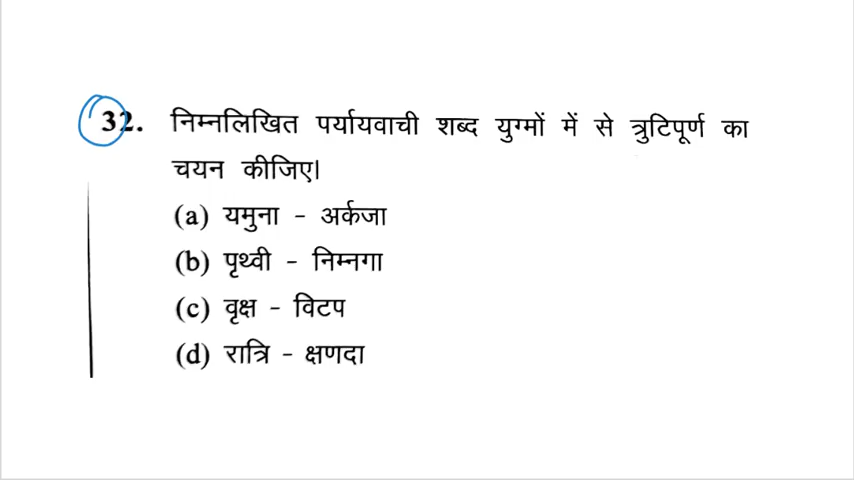 32. निम्नलिखित पर्यायवाची शब्द युग्मों में से त्रुटिपूर्ण का
चयन कीजिए।
(a) यमुना - अर्कजा
(b) पृथ्वी - निम्नगा
(c) वृक्ष - विटप
(d) रात्रि - क्षणदा